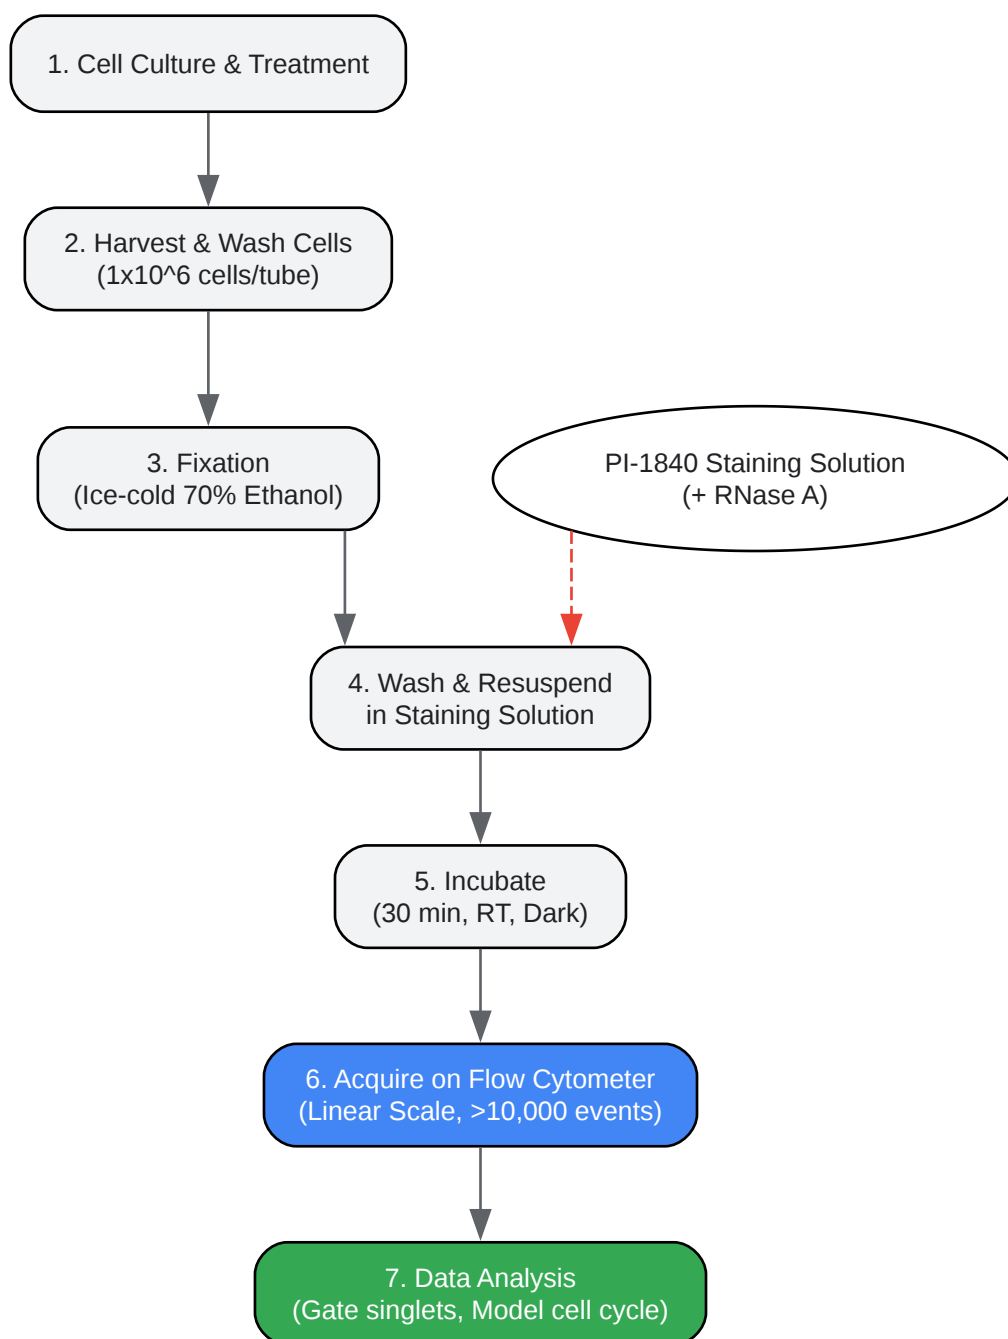 1. Cell Culture & Treatment
2. Harvest & Wash Cells
(1x10^6 cells/tube)
3. Fixation
(Ice-cold 70% Ethanol)
PI-1840 Staining Solution
(+ RNase A)
4. Wash & Resuspend
in Staining Solution
5. Incubate
(30 min, RT, Dark)
6. Acquire on Flow Cytometer
(Linear Scale, >10,000 events)
7. Data Analysis
(Gate singlets, Model cell cycle)